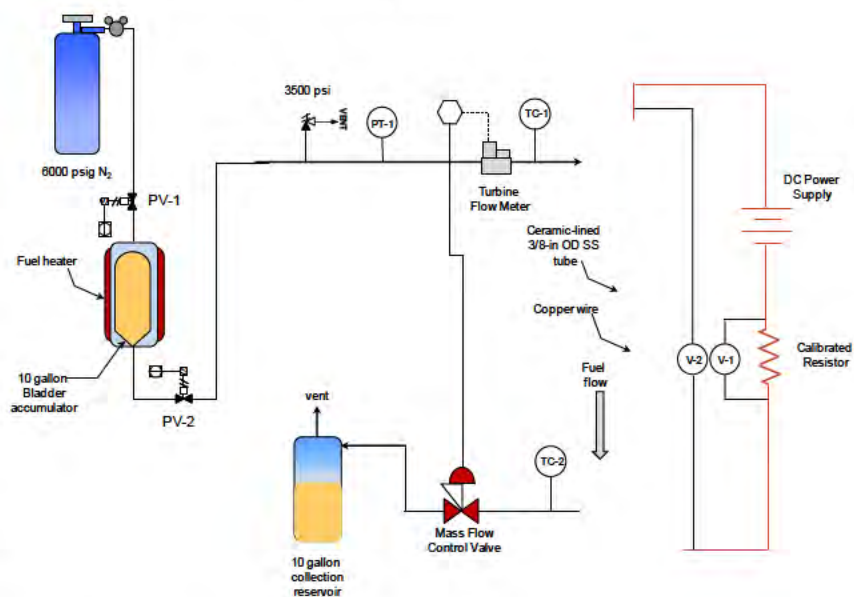 3500 psi
VENT
PT-1
TC-1
6000 psig N2
PV-1
Turbine
Flow Meter
DC Power
Supply
Ceramic-lined
3/8-in OD SS
tube
Fuel heater
Copper wire
V-2
V-1
Calibrated
Resistor
10 gallon
Bladder
accumulator
PV-2
Fuel
flow
vent
TC-2
Mass Flow
Control Valve
10 gallon
collection
reservoir